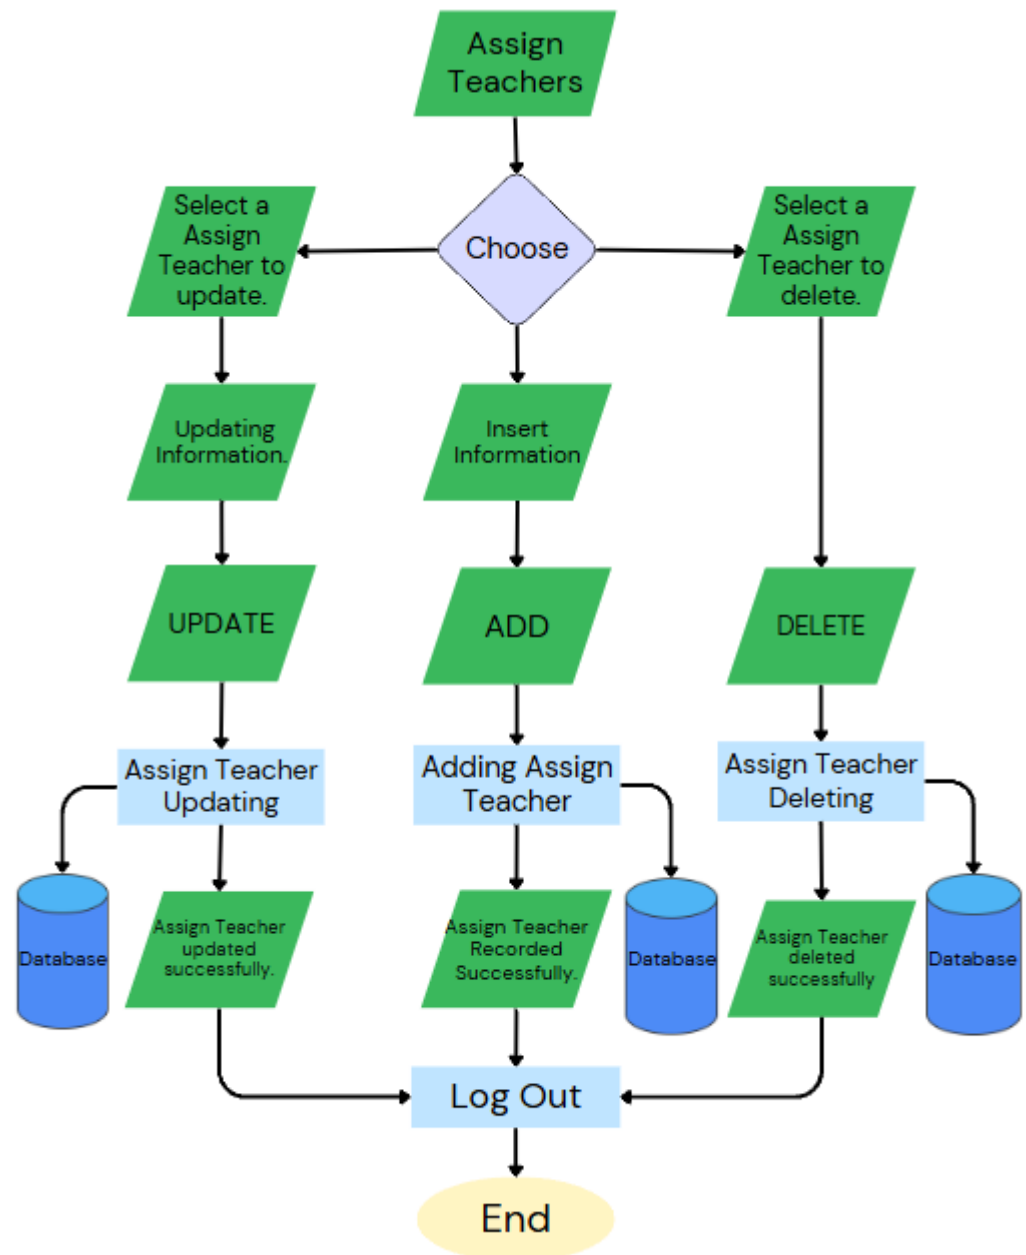 Assign
Teachers
Select a
Assign
Teacher to
update.
Choose
Select a
Assign
Teacher to
delete.
Updating
Information.
Insert
Information
UPDATE
ADD
DELETE
Assign Teacher
Updating
Adding Assign
Teacher
Assign Teacher
Deleting
Database
Assign Teacher
updated
successfully.
Assign Teacher
Recorded
Successfully.
Database
Assign Teacher
deleted
successfully
Database
Log Out
End